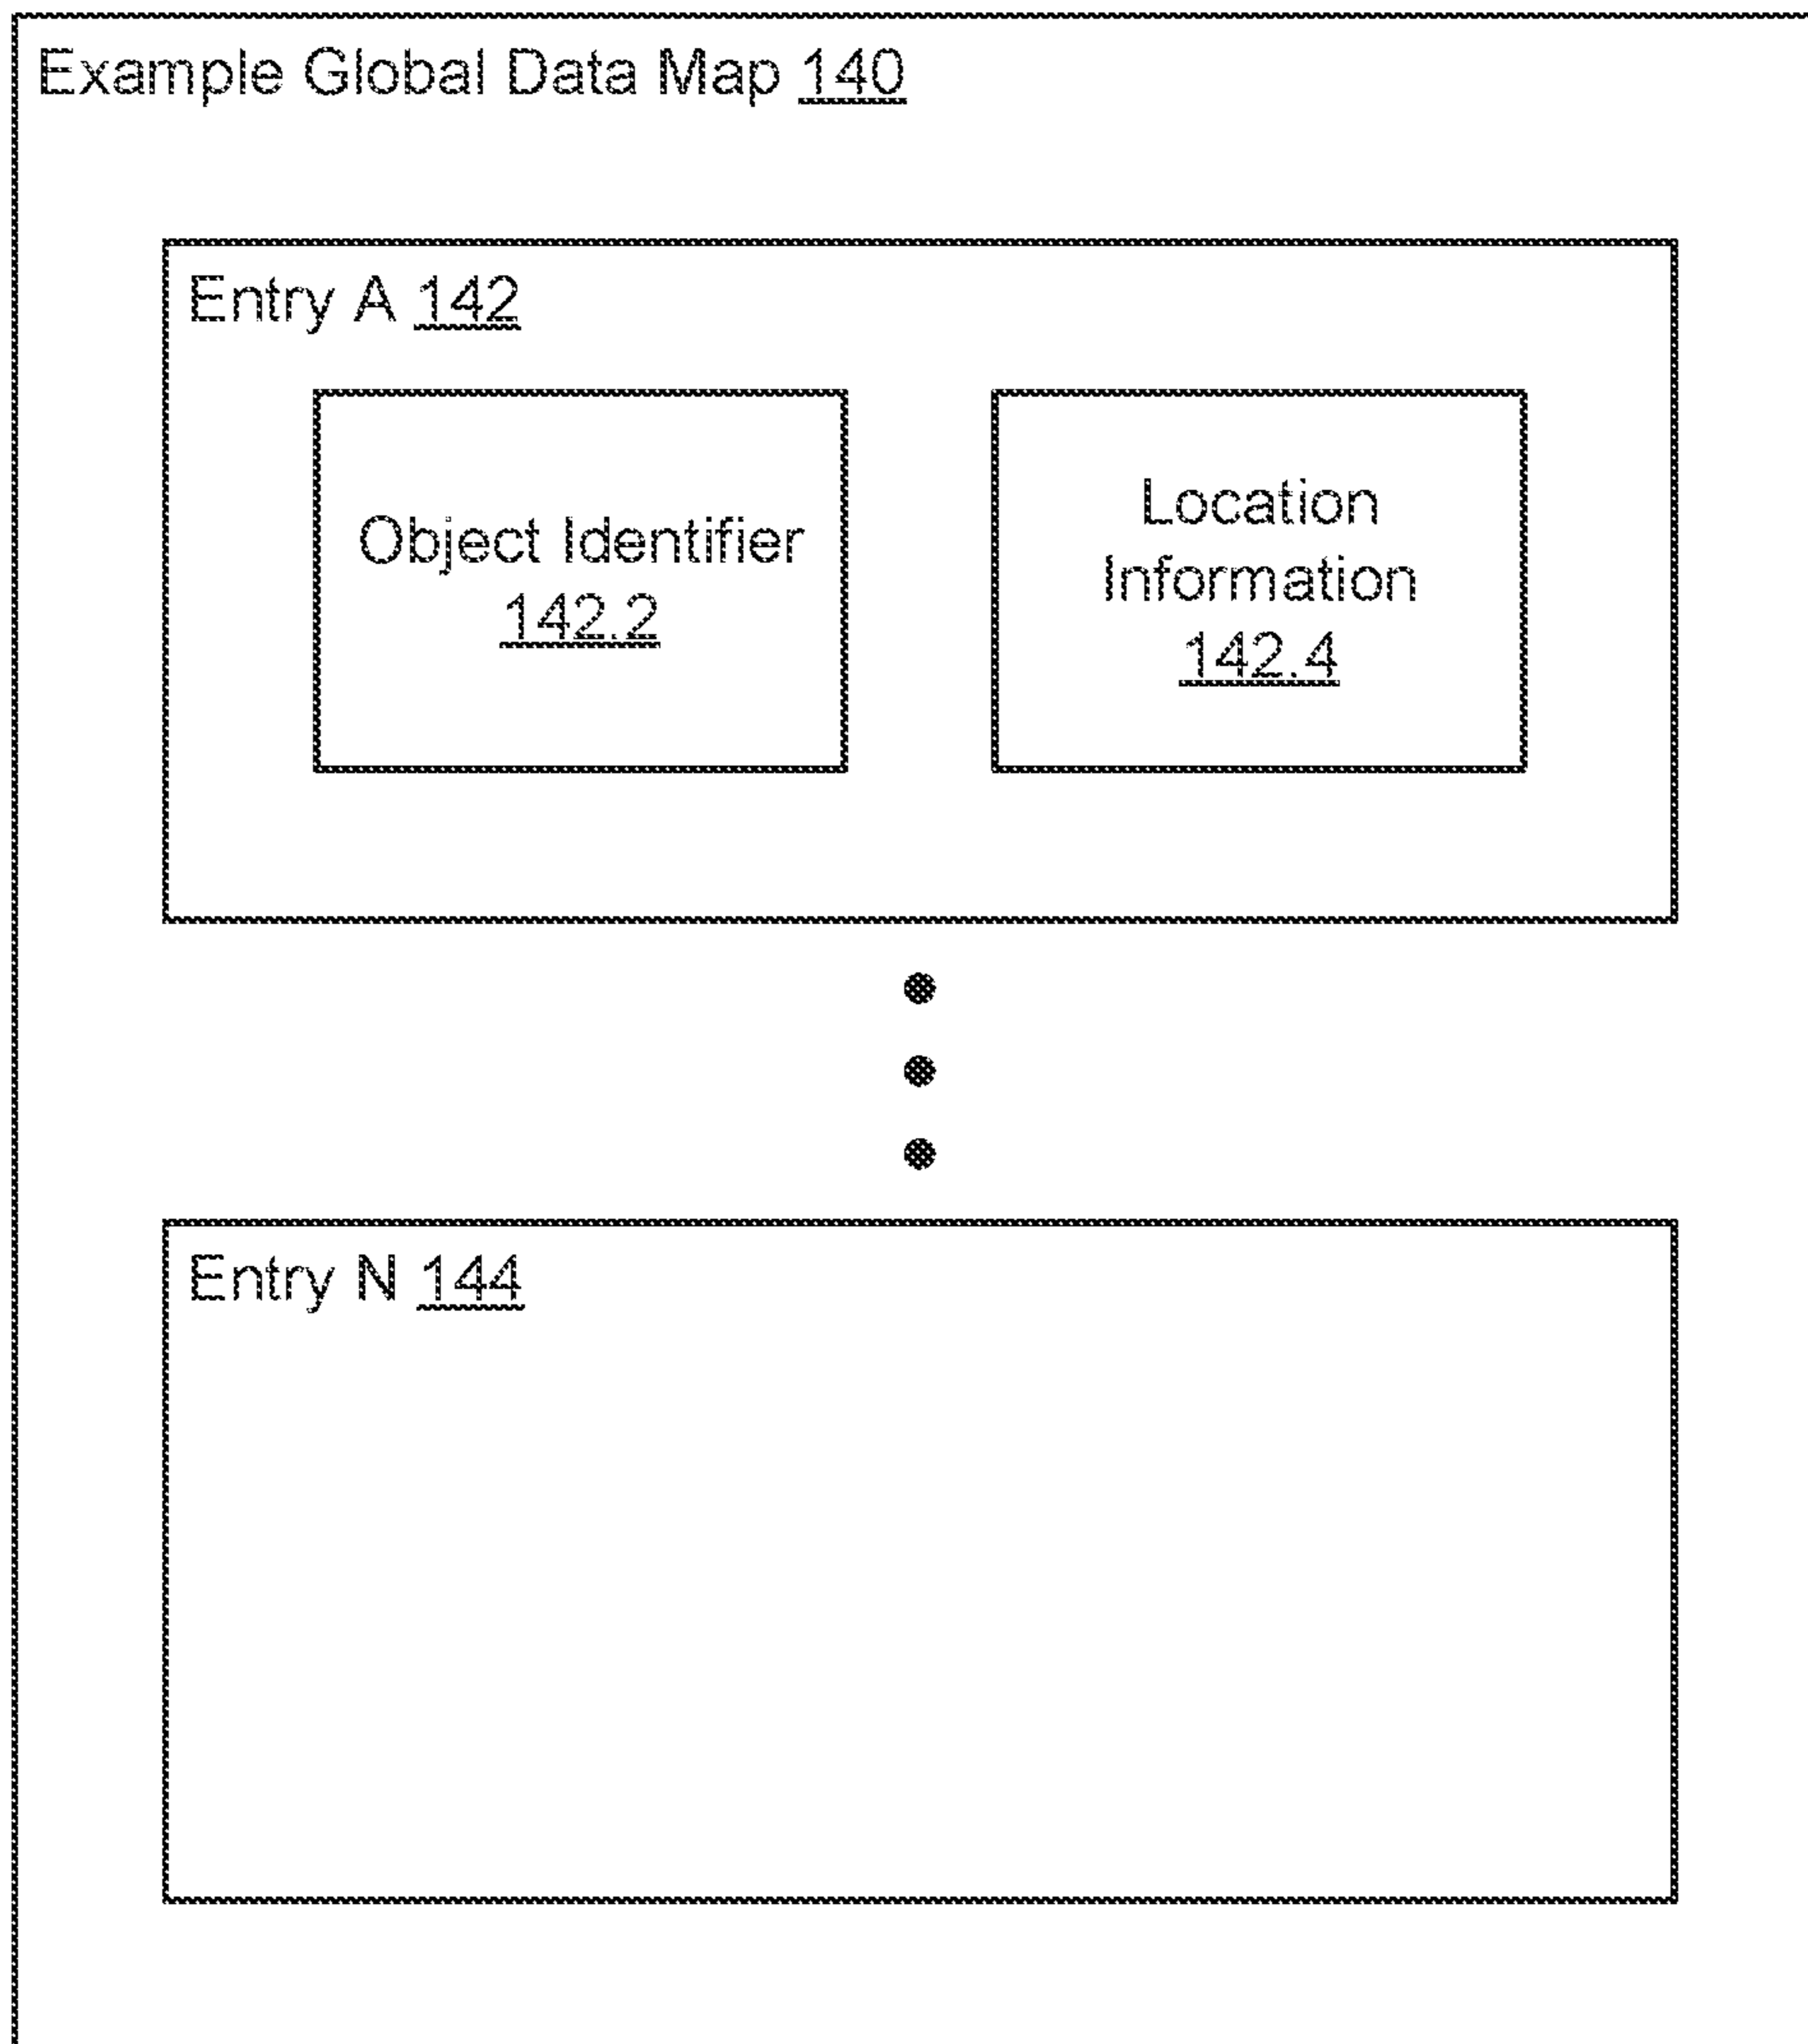 Example Global Data Map 140
Entry A 142
Object Identifier
142.2
Location
Information
142.4
Entry N 144